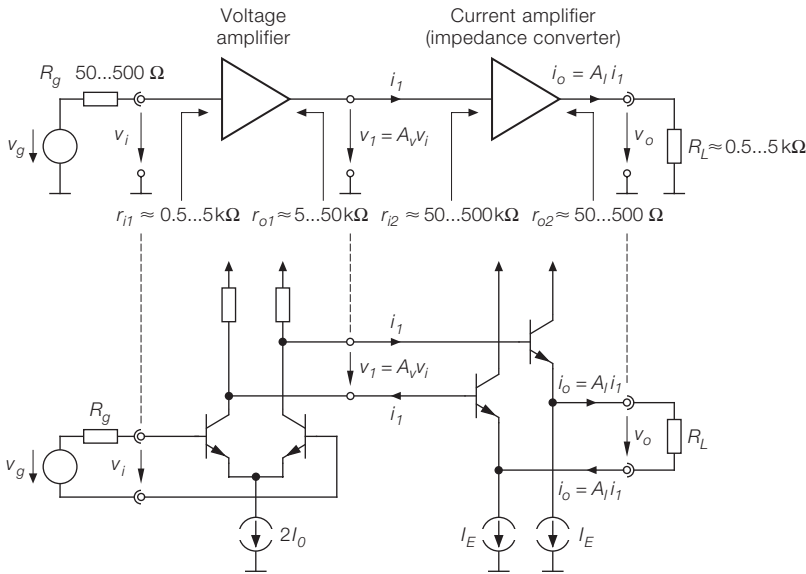 Voltage
amplifier
Current amplifier
(impedance converter)
R_g 50...500 Ω
i_1
i_o = A_I i_1
v_g
v_i
v_1 = A_v v_i
v_o
R_L ≈ 0.5...5 kΩ
r_i1 ≈ 0.5...5 kΩ
r_o1 ≈ 5...50 kΩ
r_i2 ≈ 50...500 kΩ
r_o2 ≈ 50...500 Ω
i_1
v_1 = A_v v_i
i_1
i_o = A_I i_1
R_g
v_g
v_i
v_o
R_L
i_o = A_I i_1
2I_0
I_E
I_E